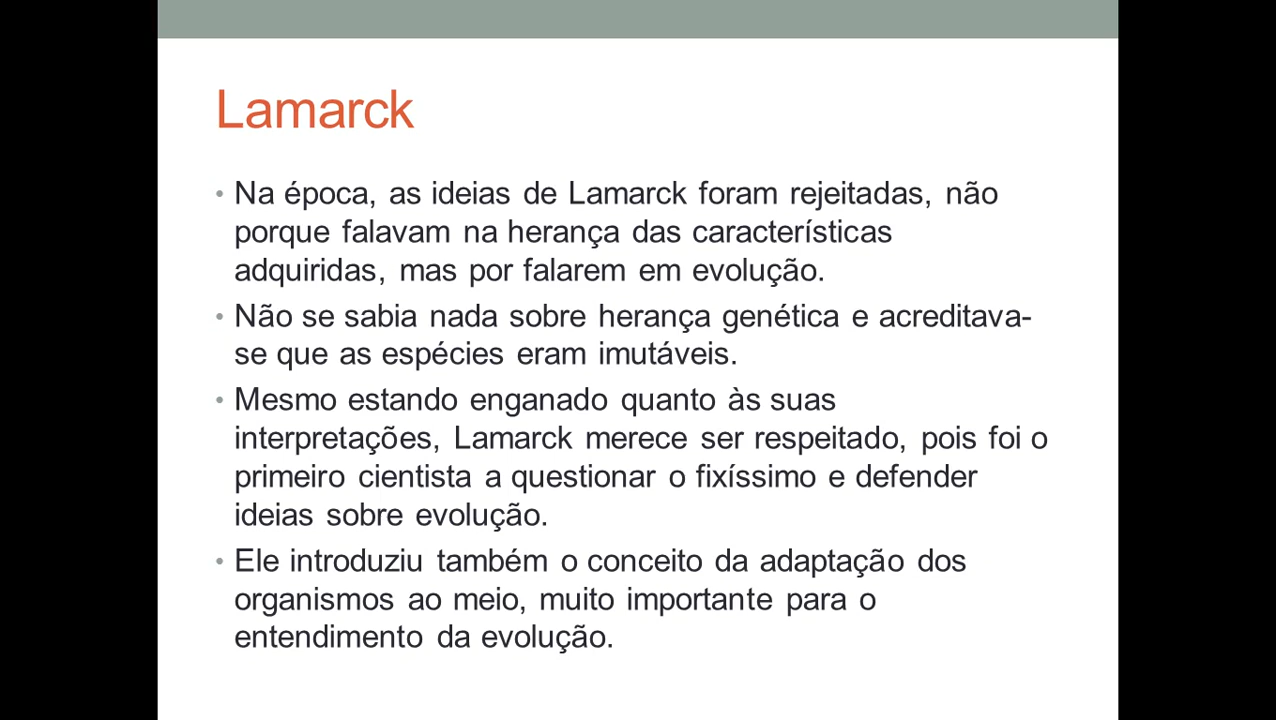 Lamarck
• Na época, as ideias de Lamarck foram rejeitadas, não
porque falavam na herança das características
adquiridas, mas por falarem em evolução.
• Não se sabia nada sobre herança genética e acreditava-
se que as espécies eram imutáveis.
• Mesmo estando enganado quanto às suas
interpretações, Lamarck merece ser respeitado, pois foi o
primeiro cientista a questionar o fixíssimo e defender
ideias sobre evolução.
• Ele introduziu também o conceito da adaptação dos
organismos ao meio, muito importante para o
entendimento da evolução.